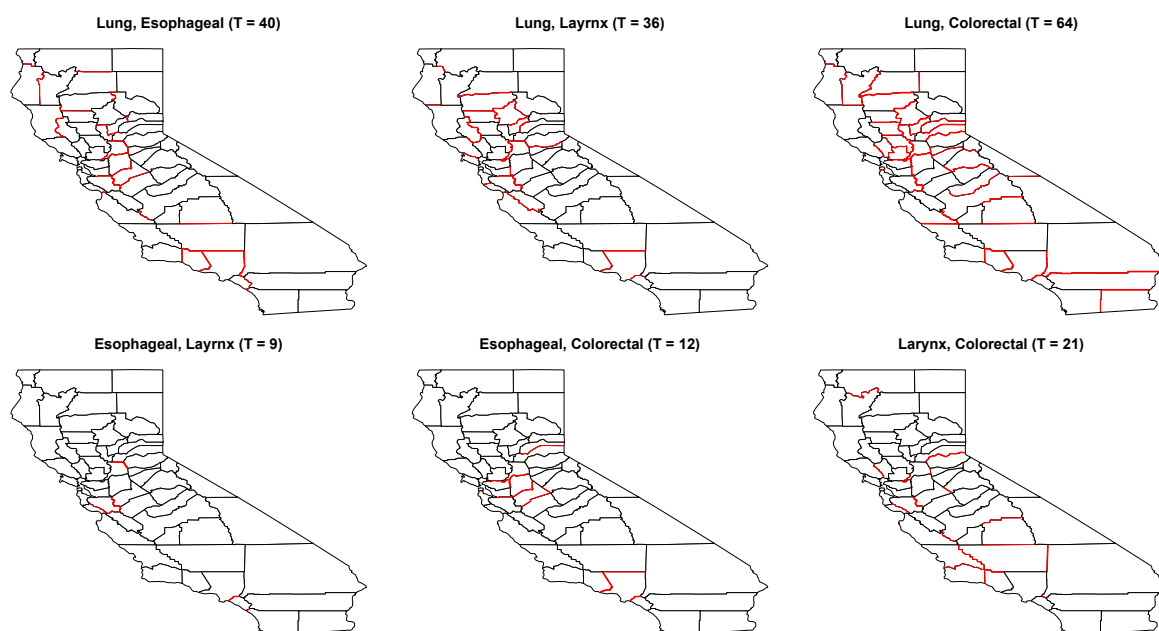 Lung, Esophageal (T = 40)
Lung, Layrnx (T = 36)
Lung, Colorectal (T = 64)
Esophageal, Layrnx (T = 9)
Esophageal, Colorectal (T = 12)
Larynx, Colorectal (T = 21)